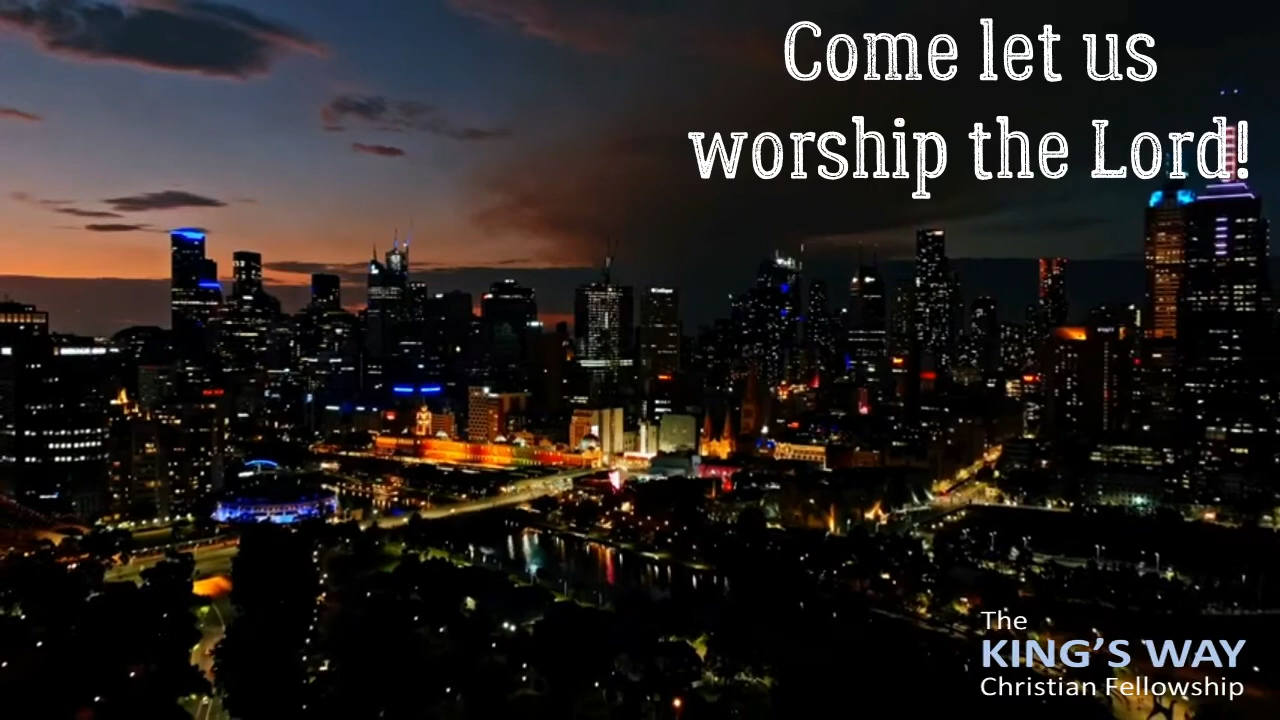 Come let us
worship the Lord!
The
KING'S WAY
Christian Fellowship